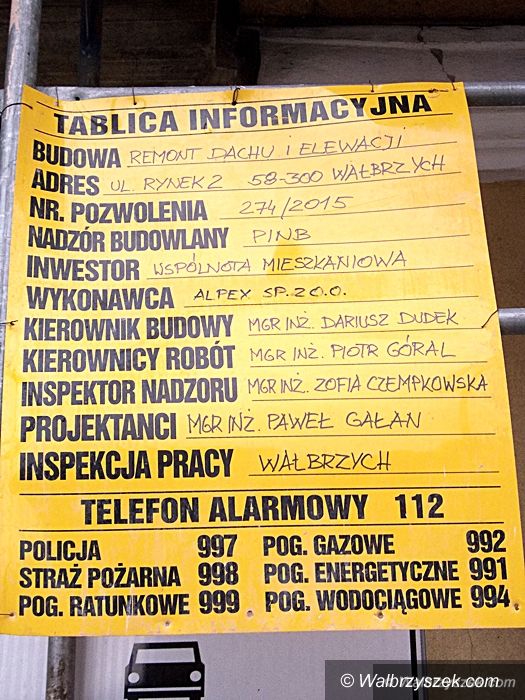 TABLICA INFORMACYJNA
BUDOWA REMONT DACHU I ELEWACJI
ADRES UL. RYNEK 2 58-300 WAŁBRZYCH
NR. POZWOLENIA 274/2015
NADZÓR BUDOWLANY PINB
INWESTOR WSPÓLNOTA MIESZKANIOWA
WYKONAWCA ALPEX SP. Z O.O.
KIEROWNIK BUDOWY MGR INŻ. DARIUSZ DUDEK
KIEROWNICY ROBÓT MGR INŻ. PIOTR GÓRAL
INSPEKTOR NADZORU MGR INŻ. ZOFIA CZEMPKOWSKA
PROJEKTANCI MGR INŻ. PAWEŁ GAŁAN
INSPEKCJA PRACY WAŁBRZYCH
TELEFON ALARMOWY 112
POLICJA 997 POG. GAZOWE 992
STRAŻ POŻARNA 998 POG. ENERGETYCZNE 991
POG. RATUNKOWE 999 POG. WODOCIĄGOWE 994
© Walbrzyszek.com